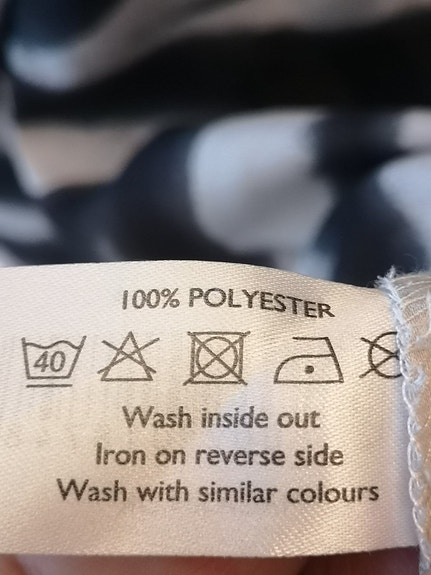 100% POLYESTER
40
Wash inside out
Iron on reverse side
Wash with similar colours